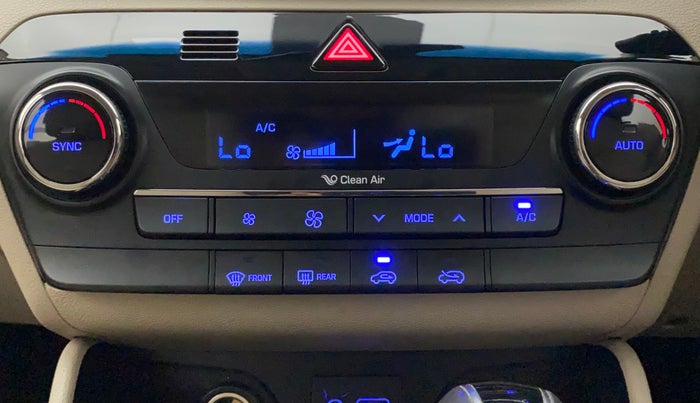 A/C
Lo Lo
SYNC AUTO
Clean Air
OFF MODE A/C
FRONT REAR